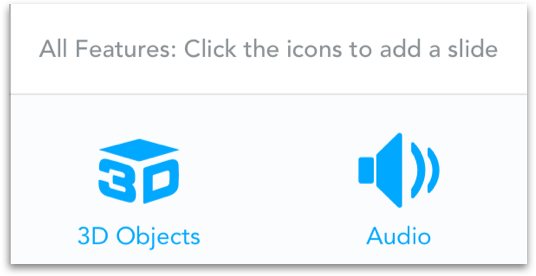 All Features: Click the icons to add a slide
3D
3D Objects
Audio